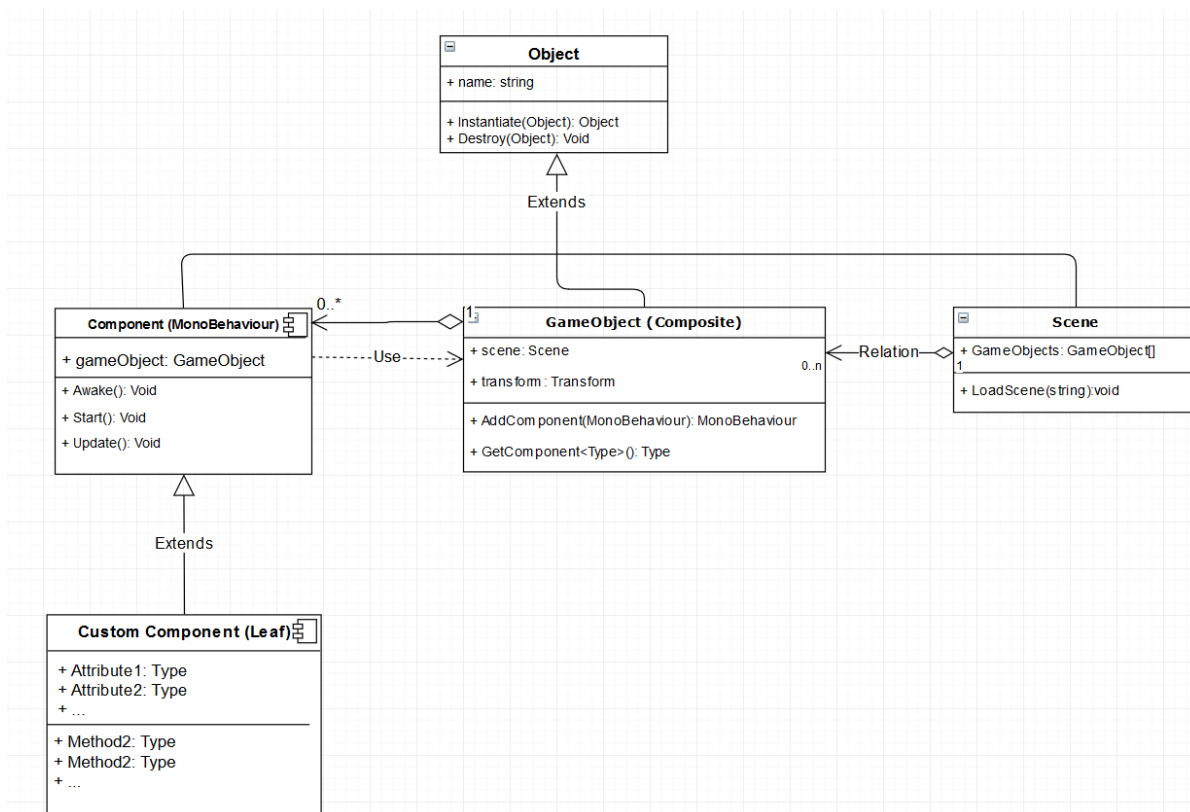 Object
+ name: string
+ Instantiate(Object): Object
+ Destroy(Object): Void
Extends
0..*
1
Component (MonoBehaviour)
+ gameObject: GameObject
+ Awake(): Void
+ Start(): Void
+ Update(): Void
Use
GameObject (Composite)
+ scene: Scene
+ transform : Transform
0..n
+ AddComponent(MonoBehaviour): MonoBehaviour
+ GetComponent<Type>(): Type
Relation
Scene
+ GameObjects: GameObject[]
1
+ LoadScene(string):void
Extends
Custom Component (Leaf)
+ Attribute1: Type
+ Attribute2: Type
+ ...
+ Method2: Type
+ Method2: Type
+ ...